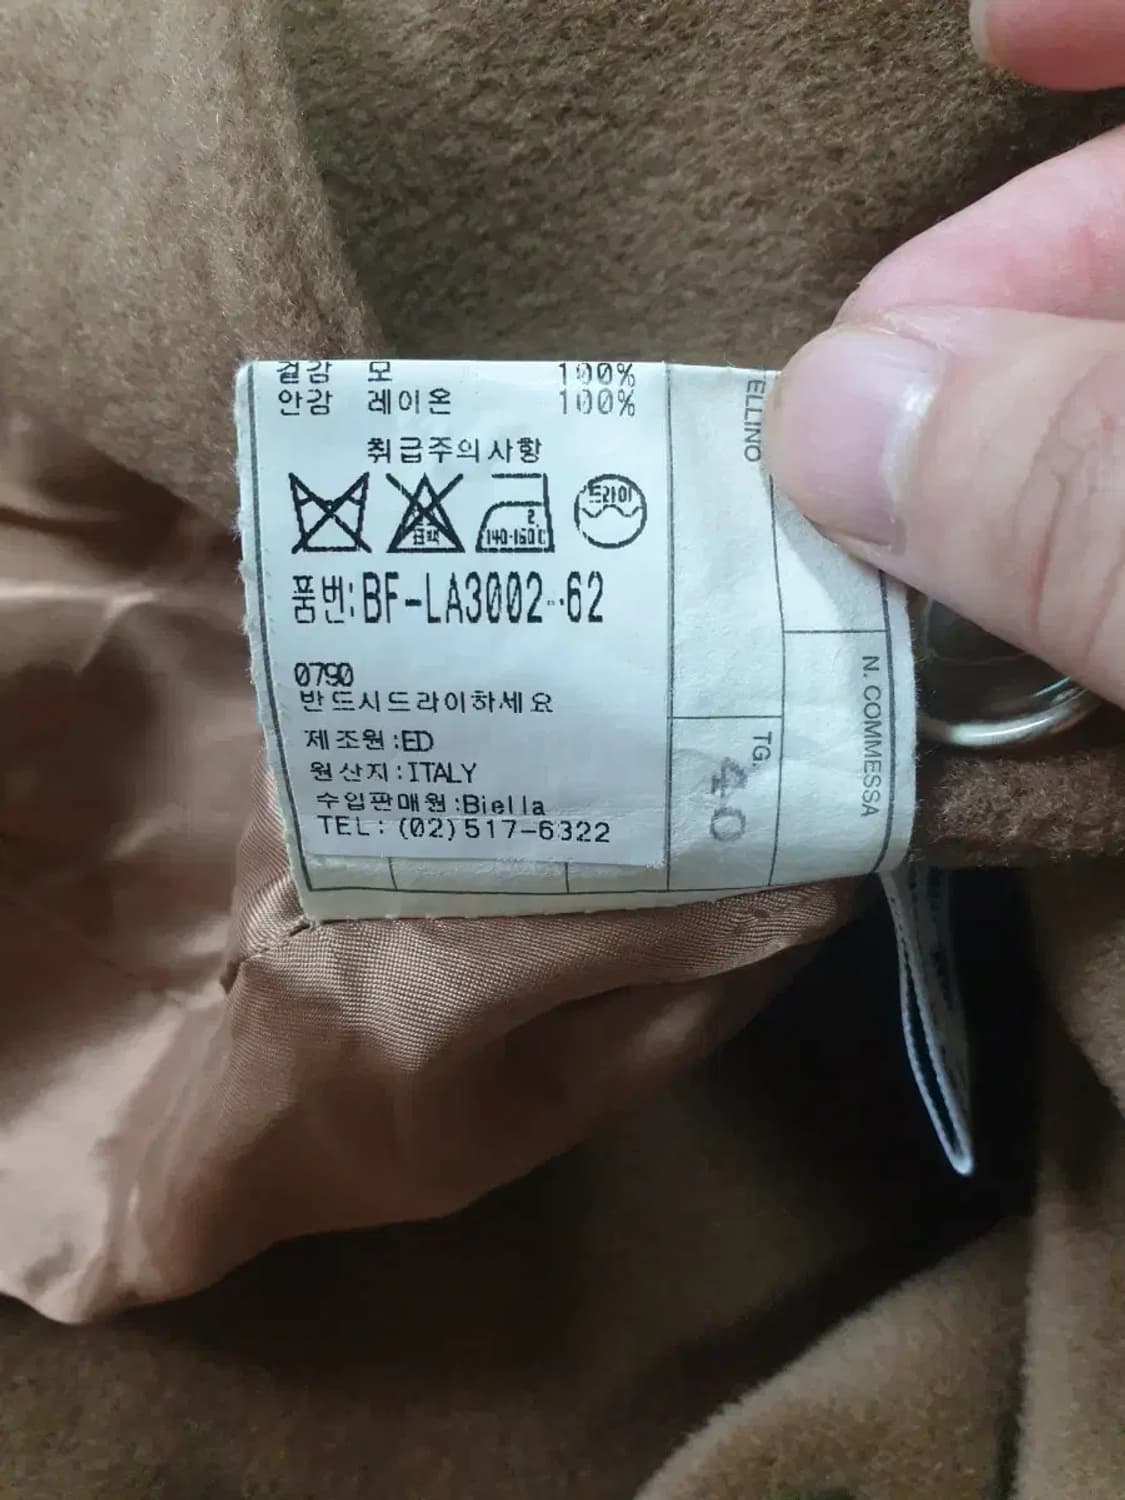 겉감 모 100%
안감 레이온 100%
취급주의사항
표백
2.
140-160℃
드라이
품번:BF-LA3002--62
0790
반드시드라이하세요
제조원:ED
원산지:ITALY
수입판매원:Biella
TEL:(02)517-6322
ELLINO
TG.
40
N. COMMESSA